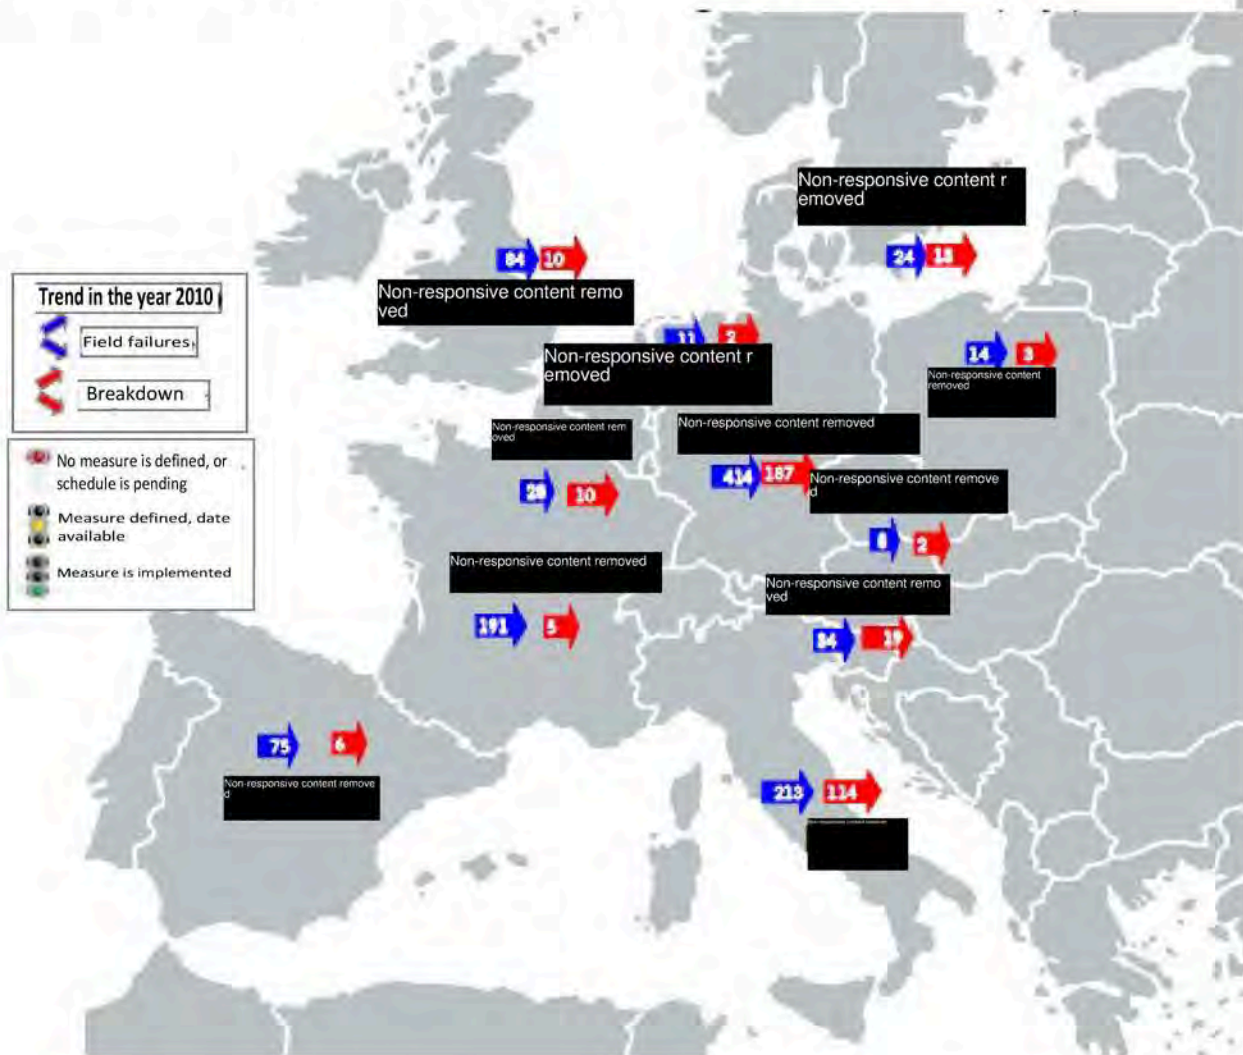 Non-responsive content r
emoved
24
84 10
Non-responsive content remo
ved
Trend in the year 2010
Field failures
Breakdown
11 2
Non-responsive content r
emoved
14 3
Non-responsive content
removed
Non-responsive content rem
oved
Non-responsive content removed
No measure is defined, or
schedule is pending
Measure defined, date
available
Measure is implemented
414 187
Non-responsive content remove
d
10
2
Non-responsive content removed
Non-responsive content remo
ved
191 5
19
75 6
Non-responsive content remove
d
213 114